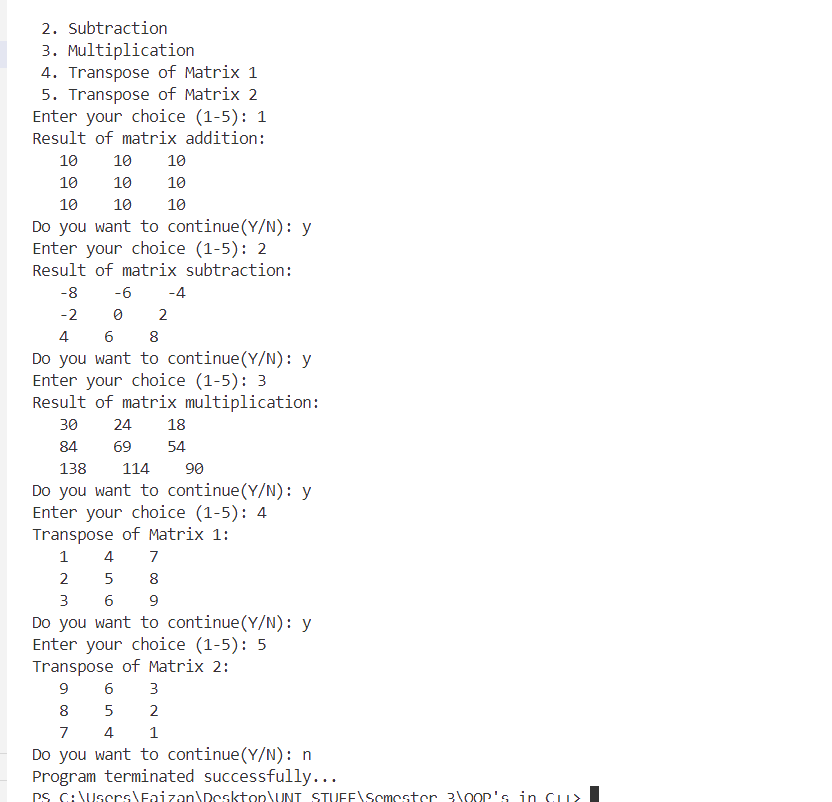 2. Subtraction
3. Multiplication
4. Transpose of Matrix 1
5. Transpose of Matrix 2
Enter your choice (1-5): 1
Result of matrix addition:
10    10    10
10    10    10
10    10    10
Do you want to continue(Y/N): y
Enter your choice (1-5): 2
Result of matrix subtraction:
-8    -6    -4
-2    0    2
4    6    8
Do you want to continue(Y/N): y
Enter your choice (1-5): 3
Result of matrix multiplication:
30    24    18
84    69    54
138    114    90
Do you want to continue(Y/N): y
Enter your choice (1-5): 4
Transpose of Matrix 1:
1    4    7
2    5    8
3    6    9
Do you want to continue(Y/N): y
Enter your choice (1-5): 5
Transpose of Matrix 2:
9    6    3
8    5    2
7    4    1
Do you want to continue(Y/N): n
Program terminated successfully...
PS C:\Users\Faizan\Desktop\UNI STUFF\Semester 3\OOP's in C++>